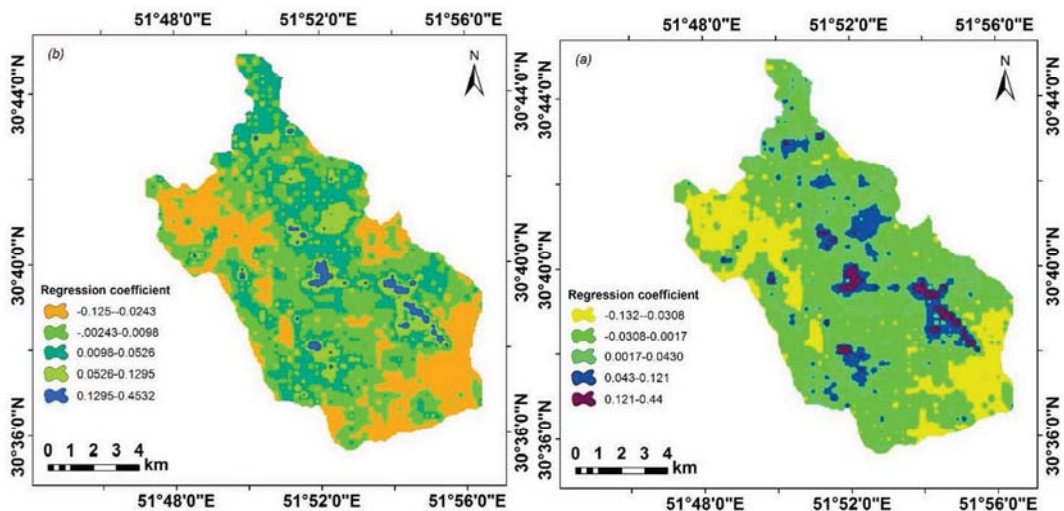 51°48'0"E 51°52'0"E 51°56'0"E
(b)
N
30°44'0"N
30°40'0"N
30°36'0"N
Regression coefficient
-0.125--0.0243
-.00243-0.0098
0.0098-0.0526
0.0526-0.1295
0.1295-0.4532
0 1 2 3 4
km
30°44'0"N
30°40'0"N
30°36'0"N
51°48'0"E 51°52'0"E 51°56'0"E
51°48'0"E 51°52'0"E 51°56'0"E
(a)
N
30°44'0"N
30°40'0"N
30°36'0"N
Regression coefficient
-0.132--0.0308
-0.0308-0.0017
0.0017-0.0430
0.043-0.121
0.121-0.44
0 1 2 3 4
km
30°44'0"N
30°40'0"N
30°36'0"N
51°48'0"E 51°52'0"E 51°56'0"E